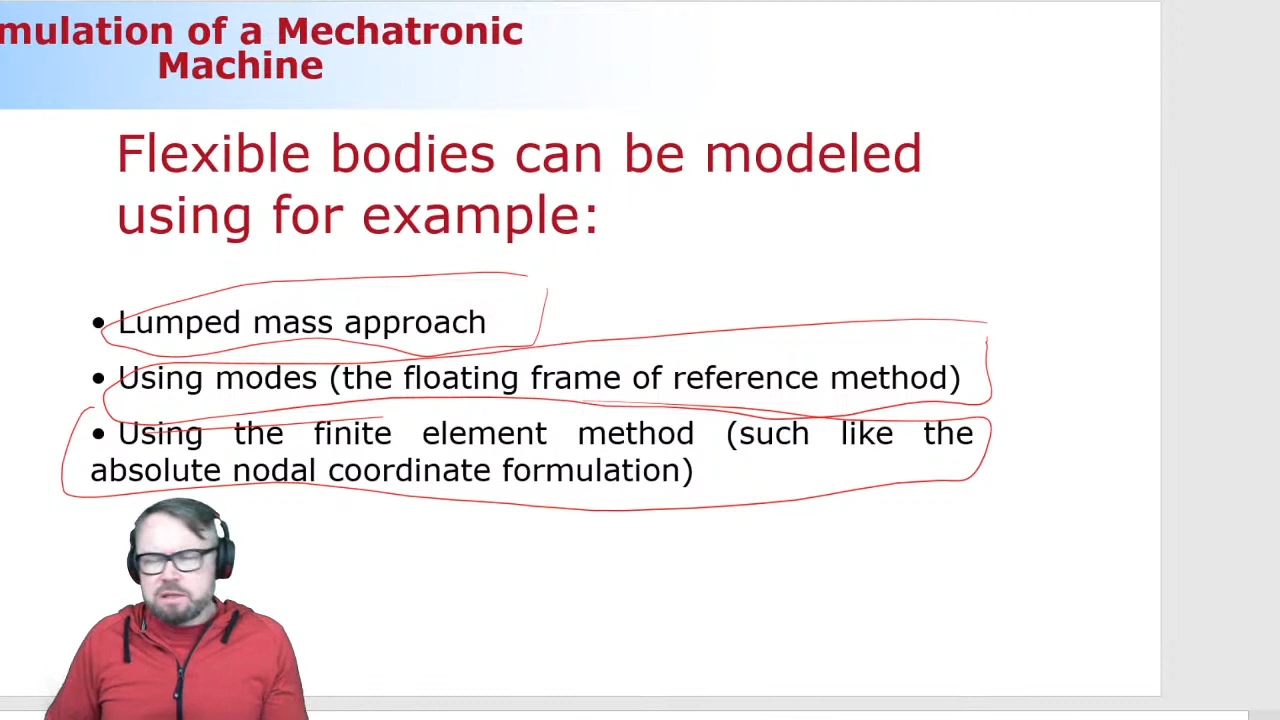 mulation of a Mechatronic
Machine
Flexible bodies can be modeled
using for example:
• Lumped mass approach
• Using modes (the floating frame of reference method)
• Using the finite element method (such like the
absolute nodal coordinate formulation)